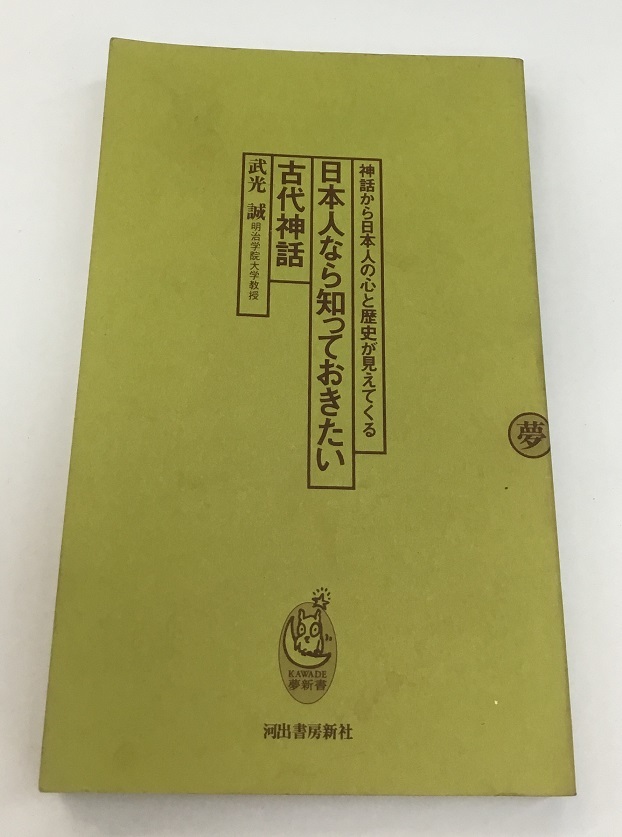 神話から日本人の心と歴史が見えてくる
日本人なら知っておきたい
古代神話
武光 誠
明治学院大学教授
夢
KAWADE
夢新書
河出書房新社